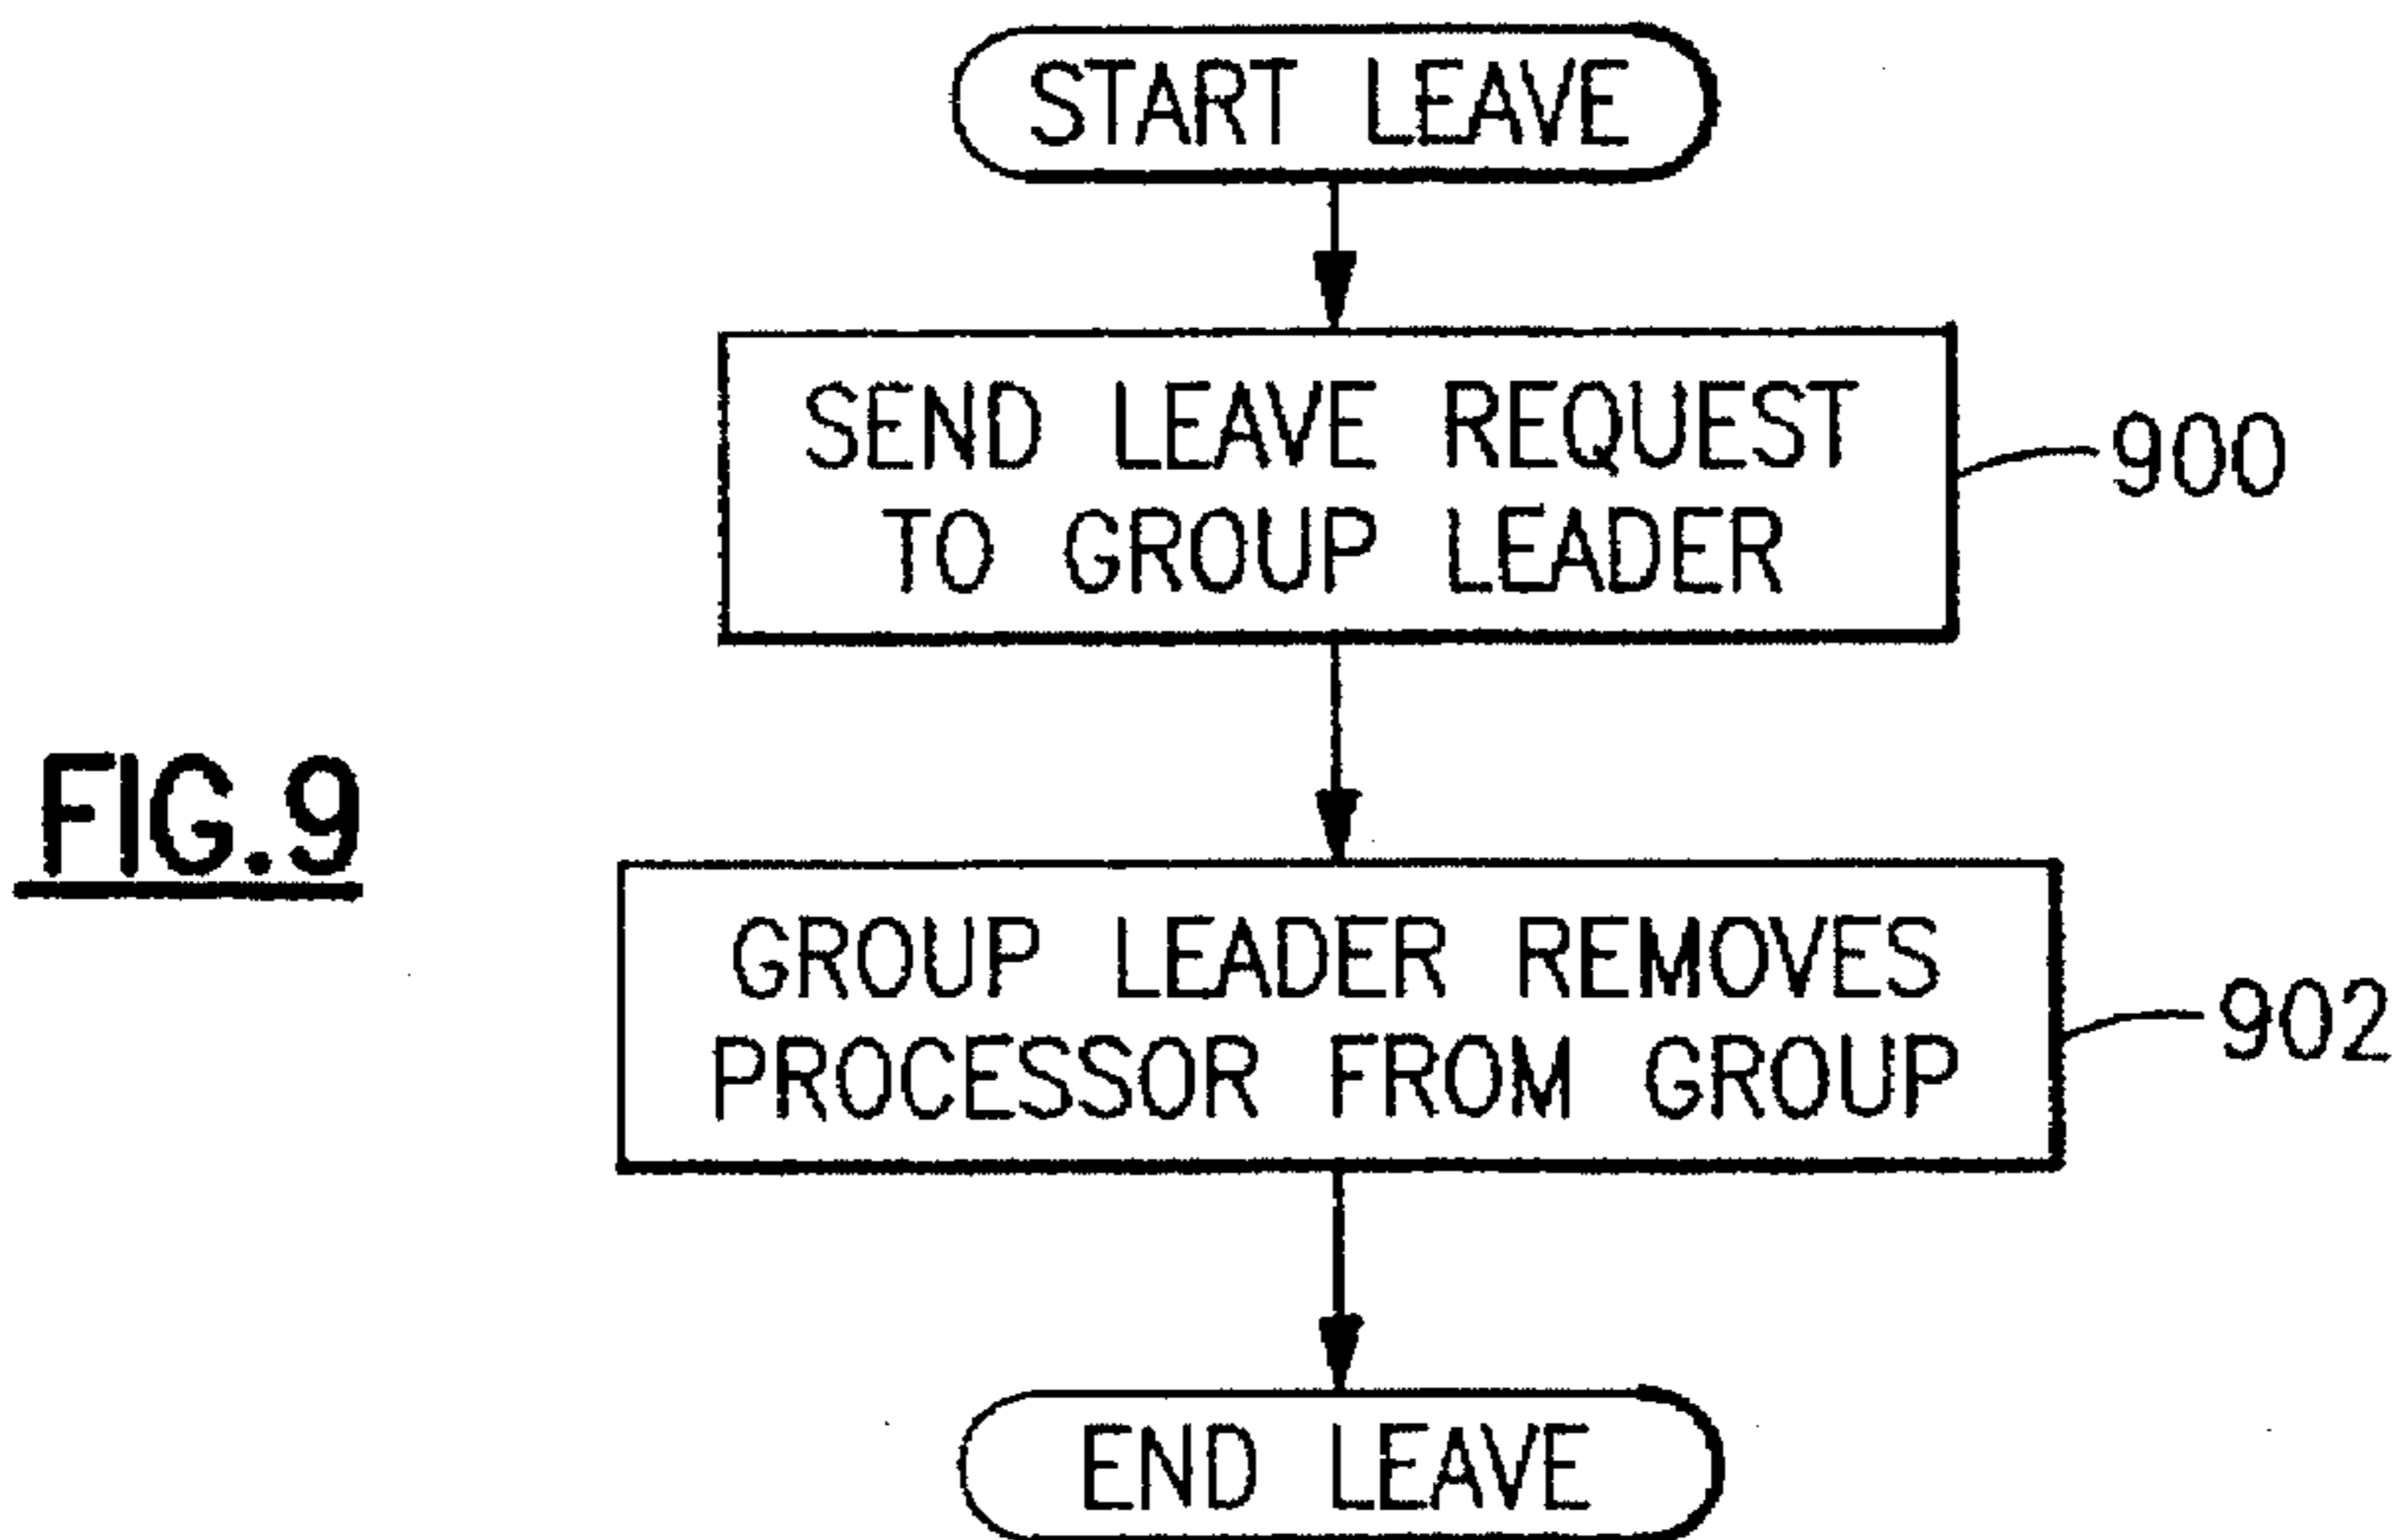 START LEAVE
SEND LEAVE REQUEST
TO GROUP LEADER
900
FIG.9
GROUP LEADER REMOVES
PROCESSOR FROM GROUP
902
END LEAVE